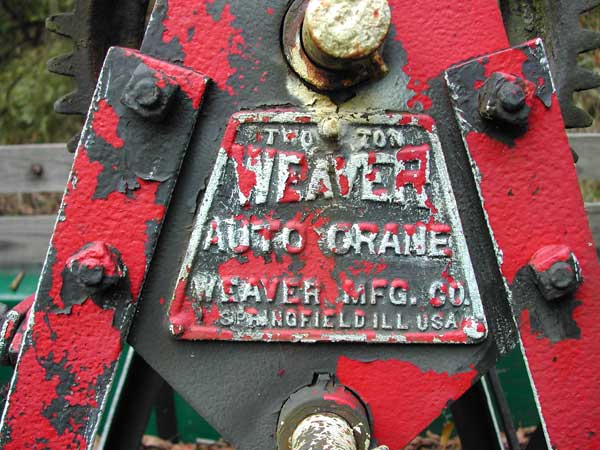 TWO TON
WEAVER
AUTO CRANE
WEAVER MFG. CO.
SPRINGFIELD ILL USA